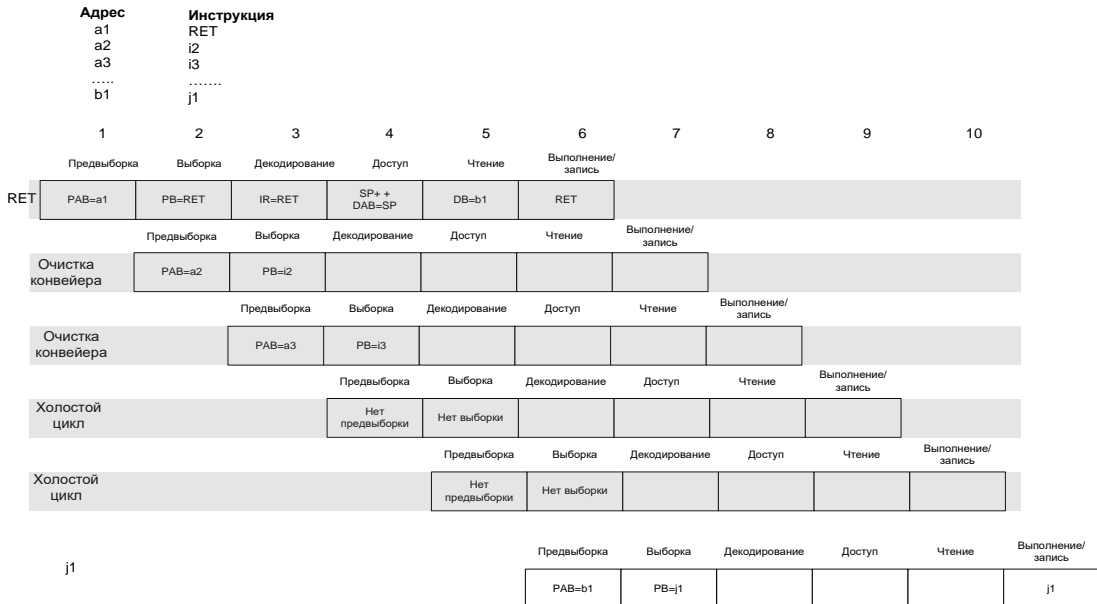 Адрес Инструкция
a1 RET
a2 i2
a3 i3
..... .......
b1 j1
1 2 3 4 5 6 7 8 9 10
Предвыборка Выборка Декодирование Доступ Чтение Выполнение/
запись
RET PAB=a1 PB=RET IR=RET SP+ +
DAB=SP DB=b1 RET
Предвыборка Выборка Декодирование Доступ Чтение Выполнение/
запись
Очистка
конвейера PAB=a2 PB=i2
Предвыборка Выборка Декодирование Доступ Чтение Выполнение/
запись
Очистка
конвейера PAB=a3 PB=i3
Предвыборка Выборка Декодирование Доступ Чтение Выполнение/
запись
Холостой
цикл Нет
предвыборки Нет выборки
Предвыборка Выборка Декодирование Доступ Чтение Выполнение/
запись
Холостой
цикл Нет
предвыборки Нет выборки
Предвыборка Выборка Декодирование Доступ Чтение Выполнение/
запись
j1 PAB=b1 PB=j1 j1